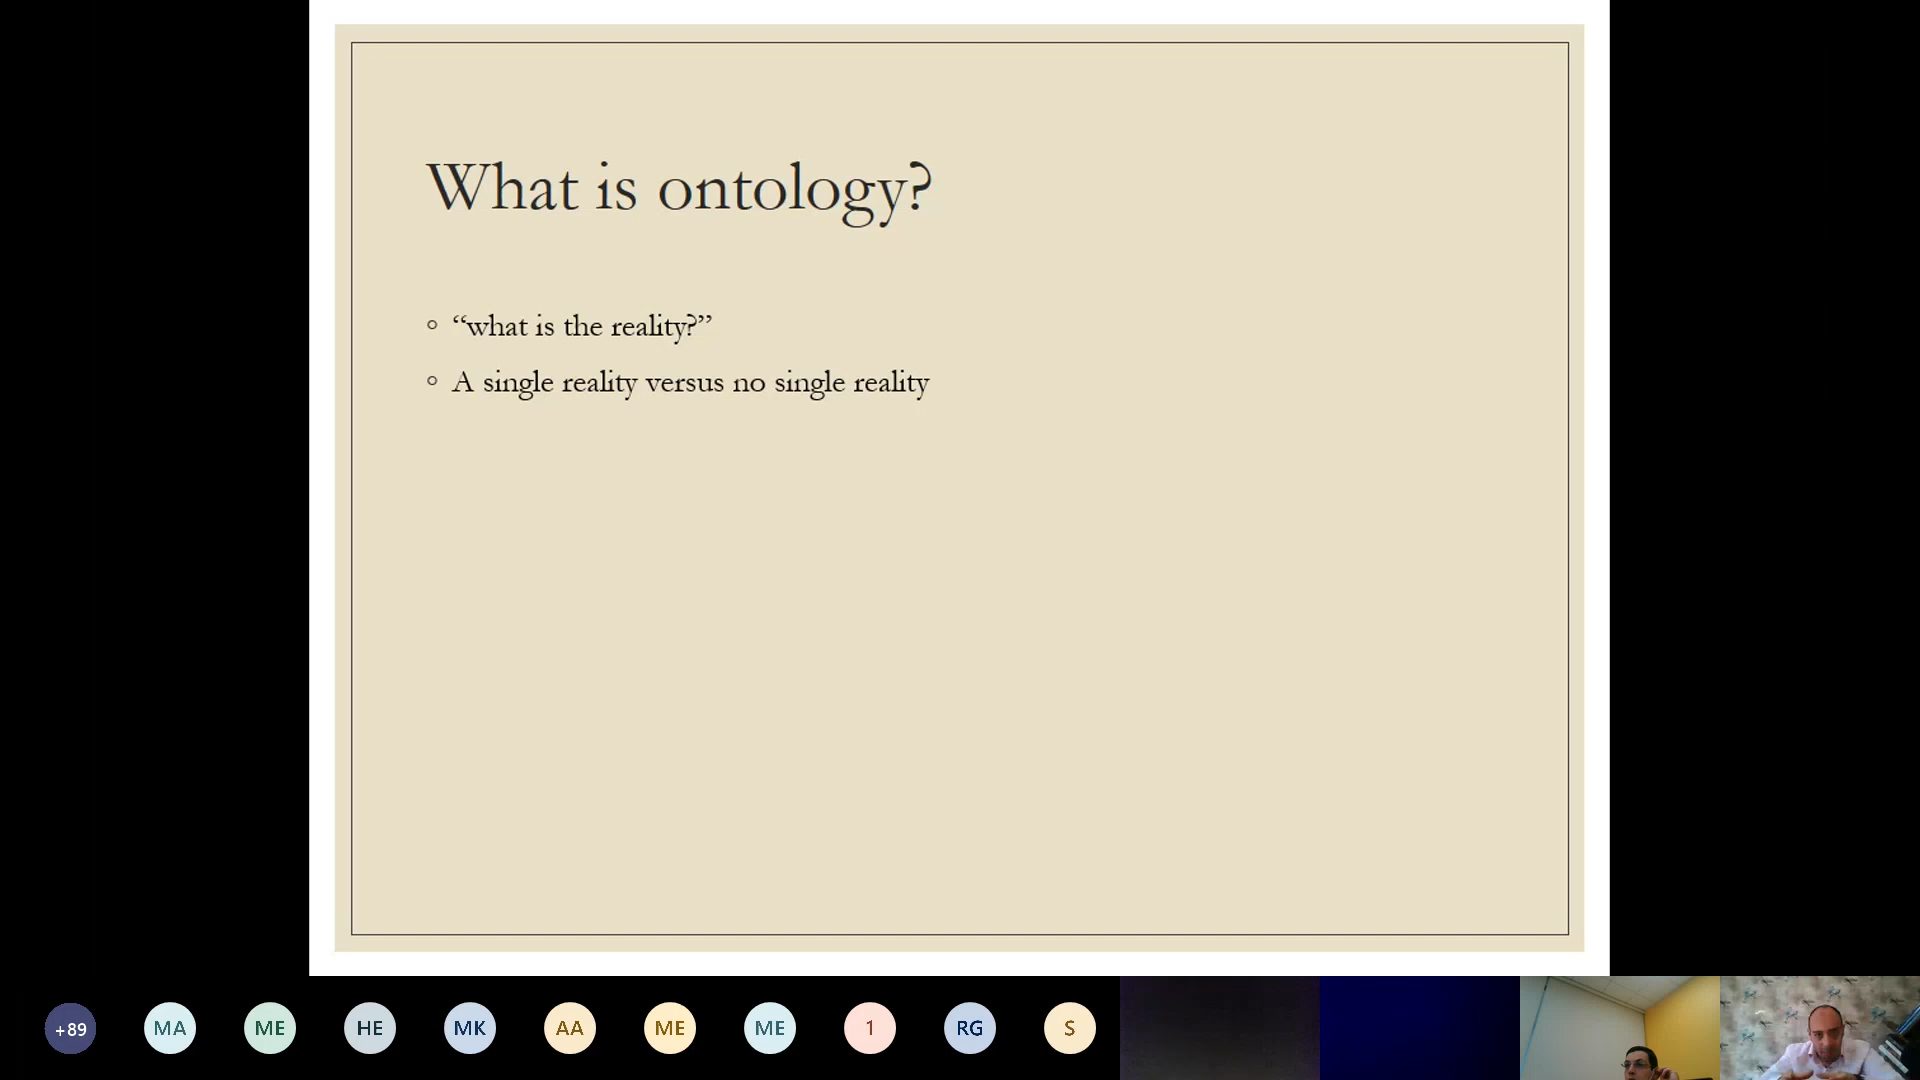 What is ontology?
“what is the reality?”
A single reality versus no single reality
+89
MA
ME
HE
MK
AA
ME
ME
1
RG
S